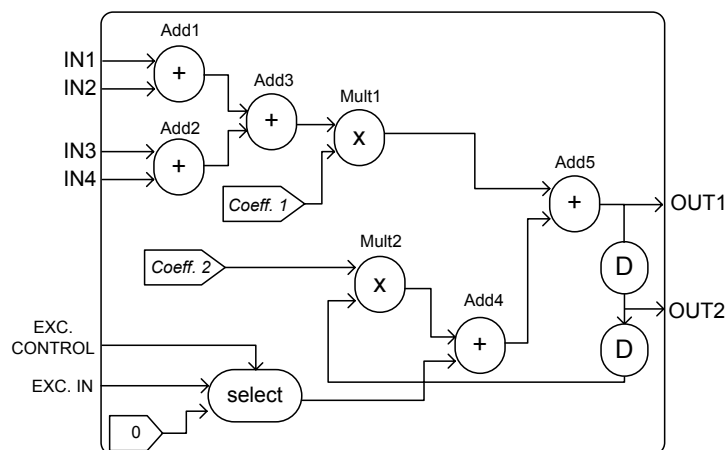 Add1
IN1
+
IN2
Add3
Mult1
+
x
Add2
IN3
+
IN4
Add5
Coeff. 1
+
OUT1
Mult2
Coeff. 2
x
D
Add4
OUT2
EXC.
CONTROL
+
D
EXC. IN
select
0